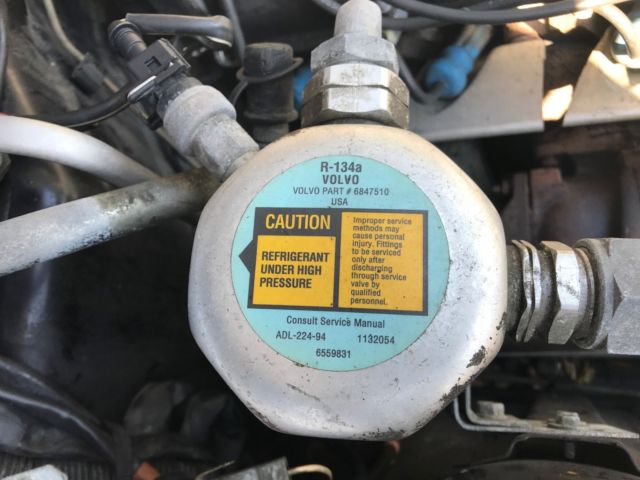 R-134a
VOLVO
VOLVO PART # 6847510
USA
CAUTION
REFRIGERANT
UNDER HIGH
PRESSURE
Improper service
methods may
cause personal
injury. Fittings
to be serviced
only after
discharging
through service
valve by
qualified
personnel.
Consult Service Manual
ADL-224-94 1132054
6559831